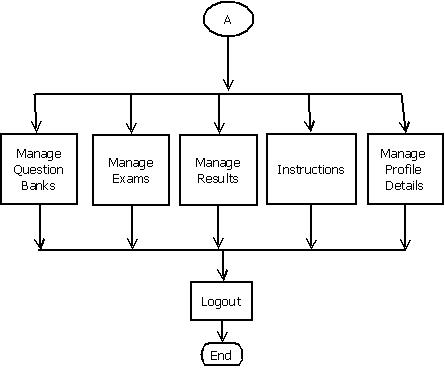 A
Manage
Question
Banks
Manage
Exams
Manage
Results
Instructions
Manage
Profile
Details
Logout
End